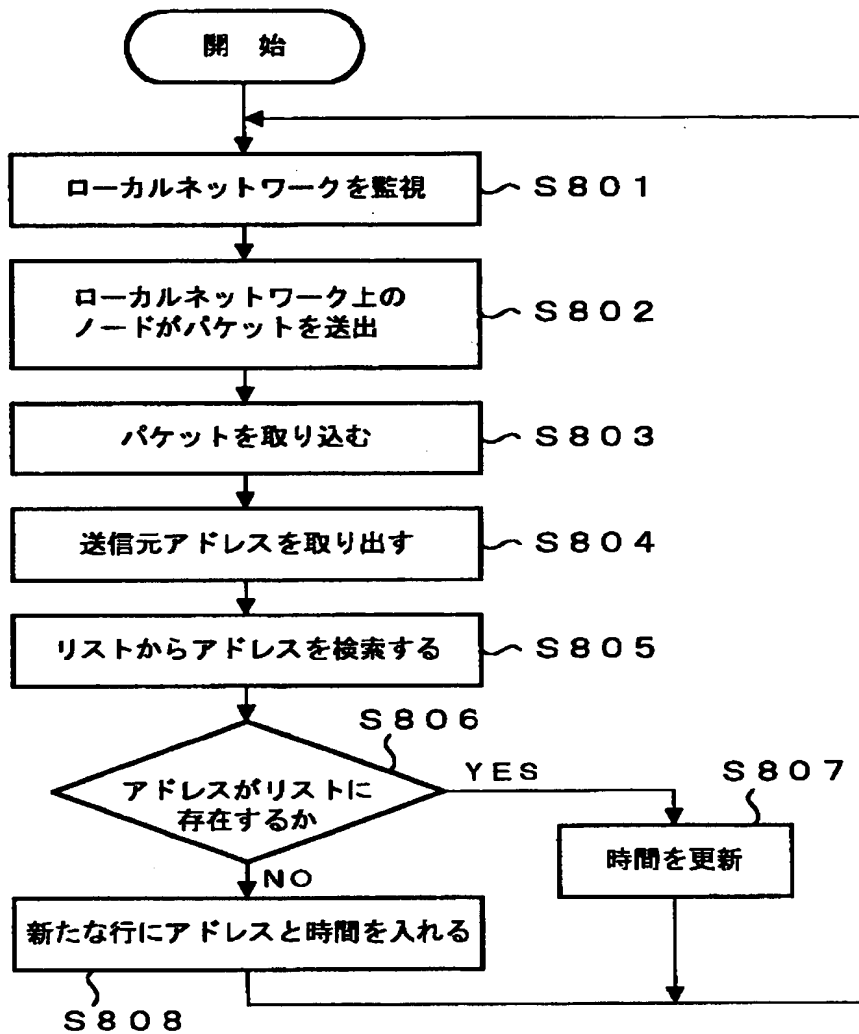 開 始
ローカルネットワークを監視
S801
ローカルネットワーク上の
ノードがパケットを送出
S802
パケットを取り込む
S803
送信元アドレスを取り出す
S804
リストからアドレスを検索する
S805
S806
アドレスがリストに
存在するか
YES
S807
時間を更新
NO
新たな行にアドレスと時間を入れる
S808